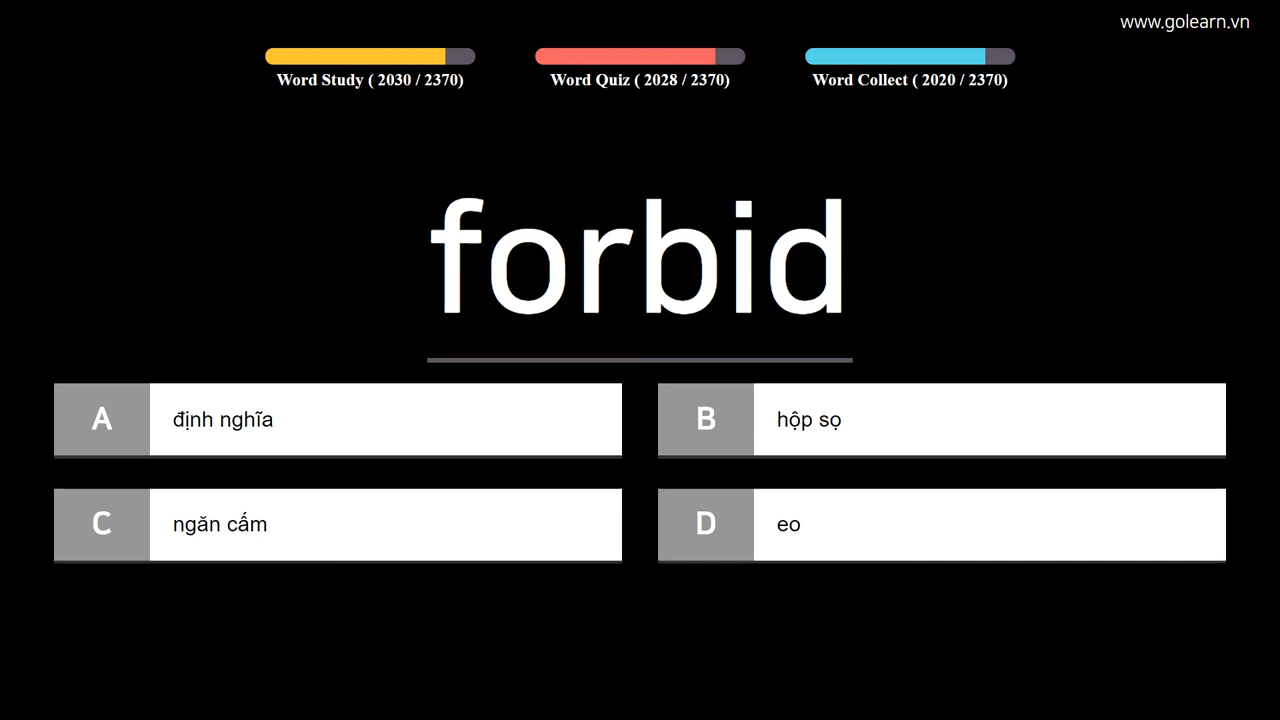 www.golearn.vn
Word Study ( 2030 / 2370)
Word Quiz ( 2028 / 2370)
Word Collect ( 2020 / 2370)
forbid
A định nghĩa
B hộp sọ
C ngăn cấm
D eo